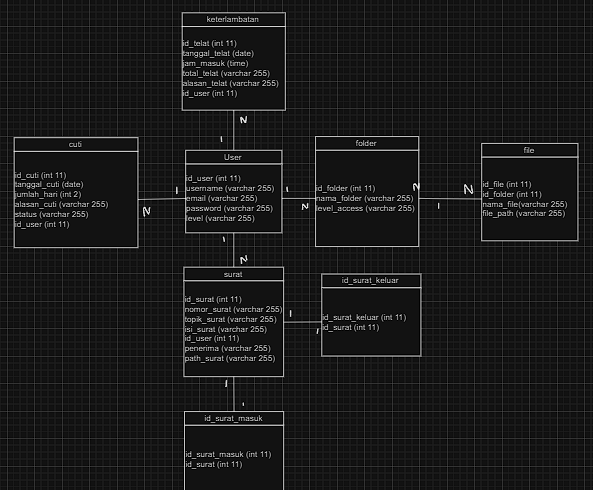 keterlambatan
id_telat (int 11)
tanggal_telat (date)
jam_masuk (time)
total_telat (varchar 255)
alasan_telat (varchar 255)
id_user (int 11)
N
1
cuti
id_cuti (int 11)
tanggal_cuti (date)
jumlah_hari (int 2)
alasan_cuti (varchar 255)
status (varchar 255)
id_user (int 11)
N
1
User
id_user (int 11)
username (varchar 255)
email (varchar 255)
password (varchar 255)
level (varchar 255)
1
N
folder
id_folder (int 11)
nama_folder (varchar 255)
level_access (varchar 255)
N
1
N
file
id_file (int 11)
id_folder (int 11)
nama_file(varchar 255)
file_path (varchar 255)
1
N
surat
id_surat (int 11)
nomor_surat (varchar 255)
topik_surat (varchar 255)
isi_surat (varchar 255)
id_user (int 11)
penerima (varchar 255)
path_surat (varchar 255)
1
1
id_surat_keluar
id_surat_keluar (int 11)
id_surat (int 11)
1
1
id_surat_masuk
id_surat_masuk (int 11)
id_surat (int 11)